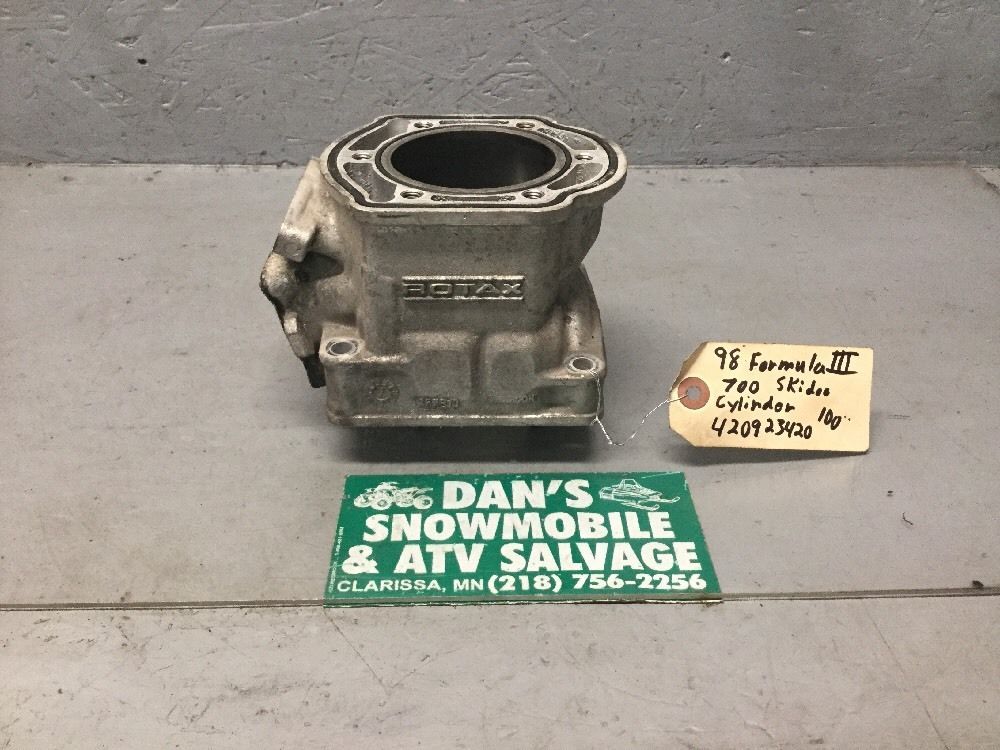 ROTAX
98 Formula III
700 Skidoo
Cylinder 100
420923420
DAN'S
SNOWMOBILE
& ATV SALVAGE
CLARISSA, MN (218) 756-2256